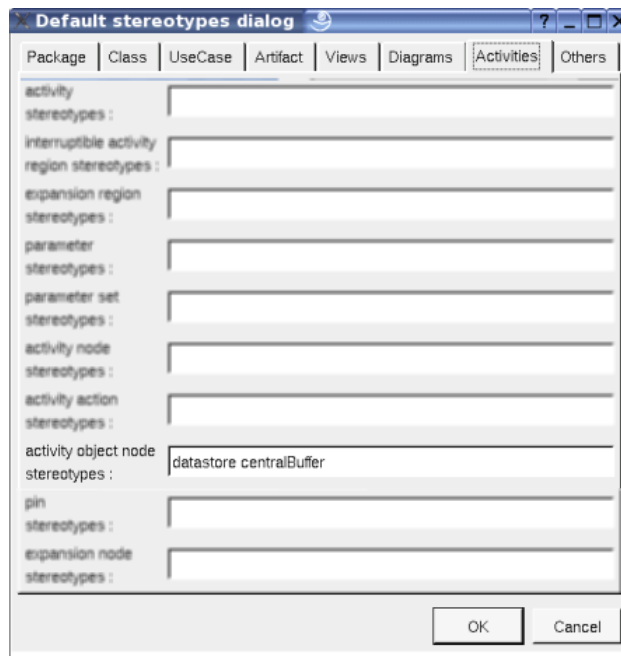 Default stereotypes dialog
Package Class UseCase Artifact Views Diagrams Activities Others
activity
stereotypes :
interruptible activity
region stereotypes :
expansion region
stereotypes :
parameter
stereotypes :
parameter set
stereotypes :
activity node
stereotypes :
activity action
stereotypes :
activity object node
stereotypes :
datastore centralBuffer
pin
stereotypes :
expansion node
stereotypes :
OK Cancel